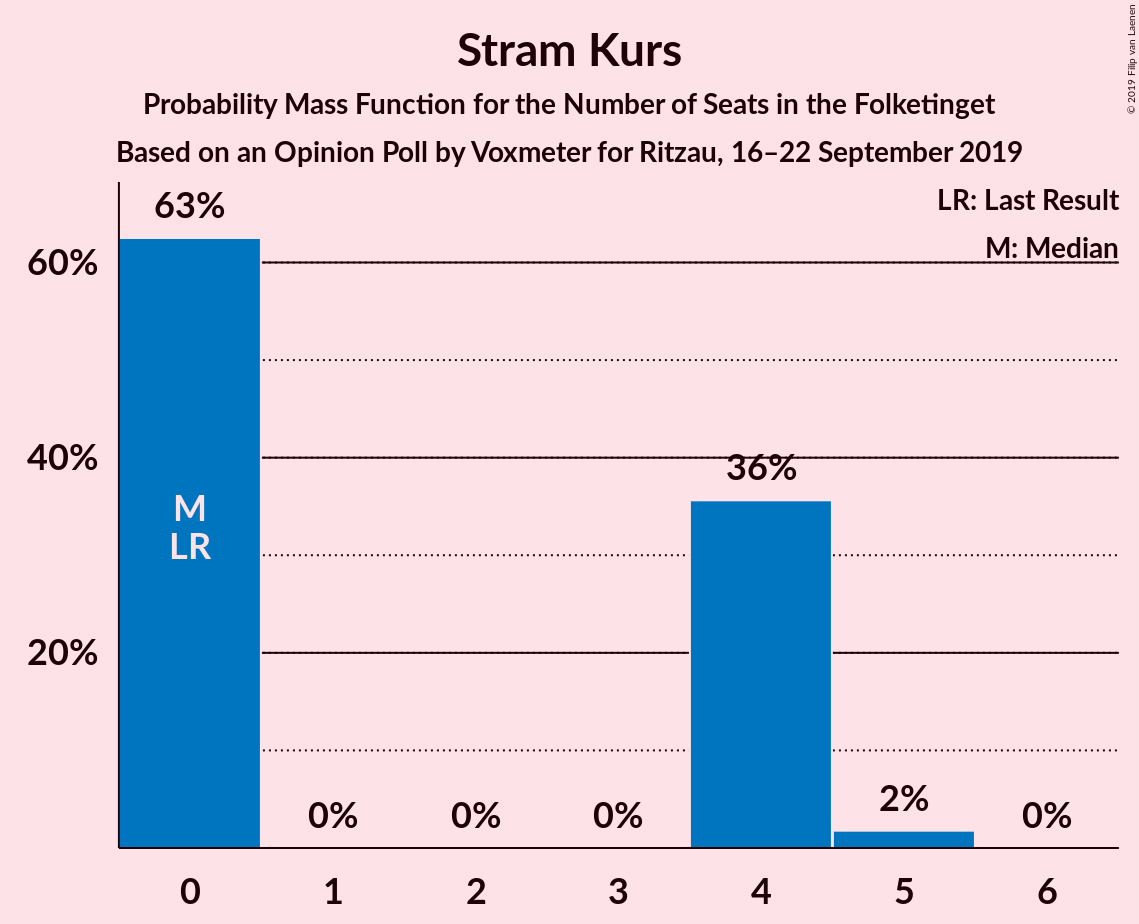 Stram Kurs
Probability Mass Function for the Number of Seats in the Folketinget
Based on an Opinion Poll by Voxmeter for Ritzau, 16–22 September 2019
© 2019 Filip van Laenen
LR: Last Result
M: Median
63%
60%
40%
36%
M
LR
20%
0%
0%
0%
2%
0%
0
1
2
3
4
5
6